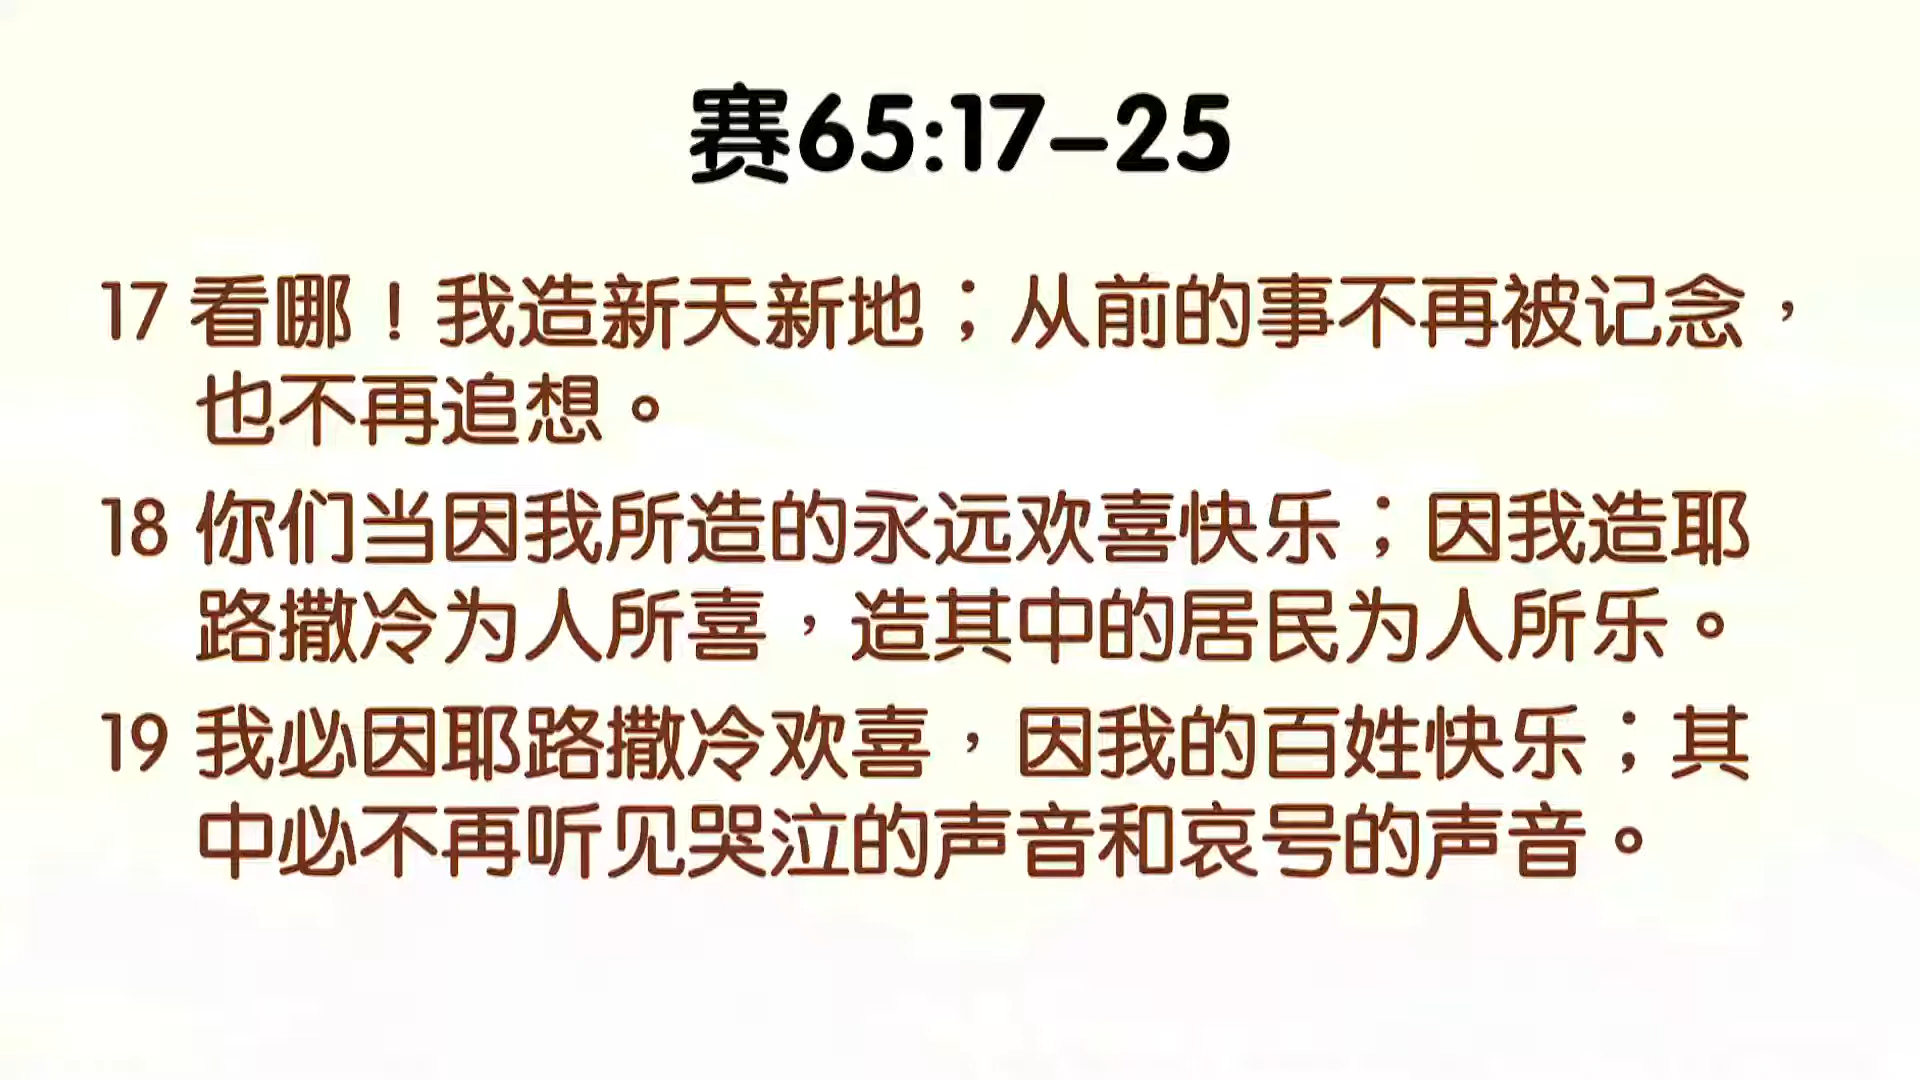 赛65:17–25
17 看哪！我造新天新地；从前的事不再被记念，
也不再追想。
18 你们当因我所造的永远欢喜快乐；因我造耶
路撒冷为人所喜，造其中的居民为人所乐。
19 我必因耶路撒冷欢喜，因我的百姓快乐；其
中必不再听见哭泣的声音和哀号的声音。